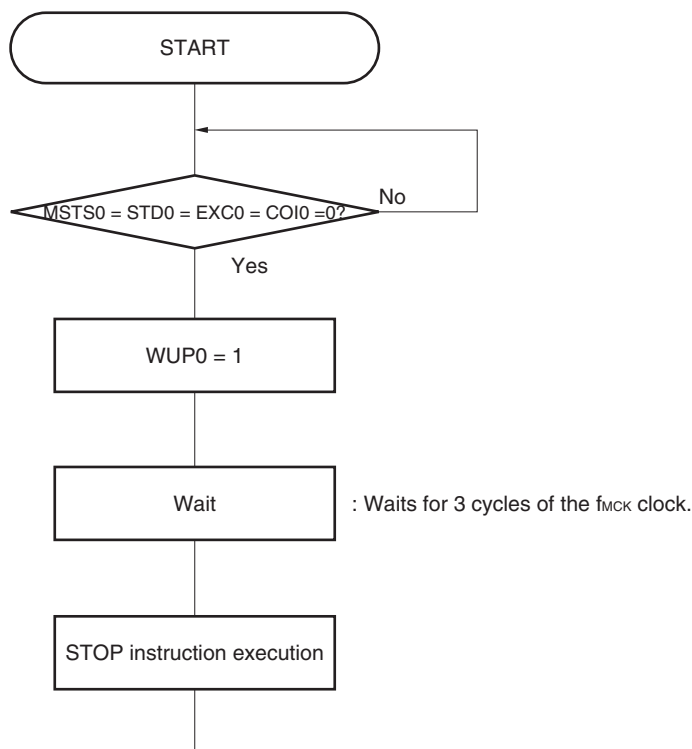 START
MSTS0 = STD0 = EXC0 = COI0 =0?
No
Yes
WUP0 = 1
Wait
: Waits for 3 cycles of the fMCK clock.
STOP instruction execution